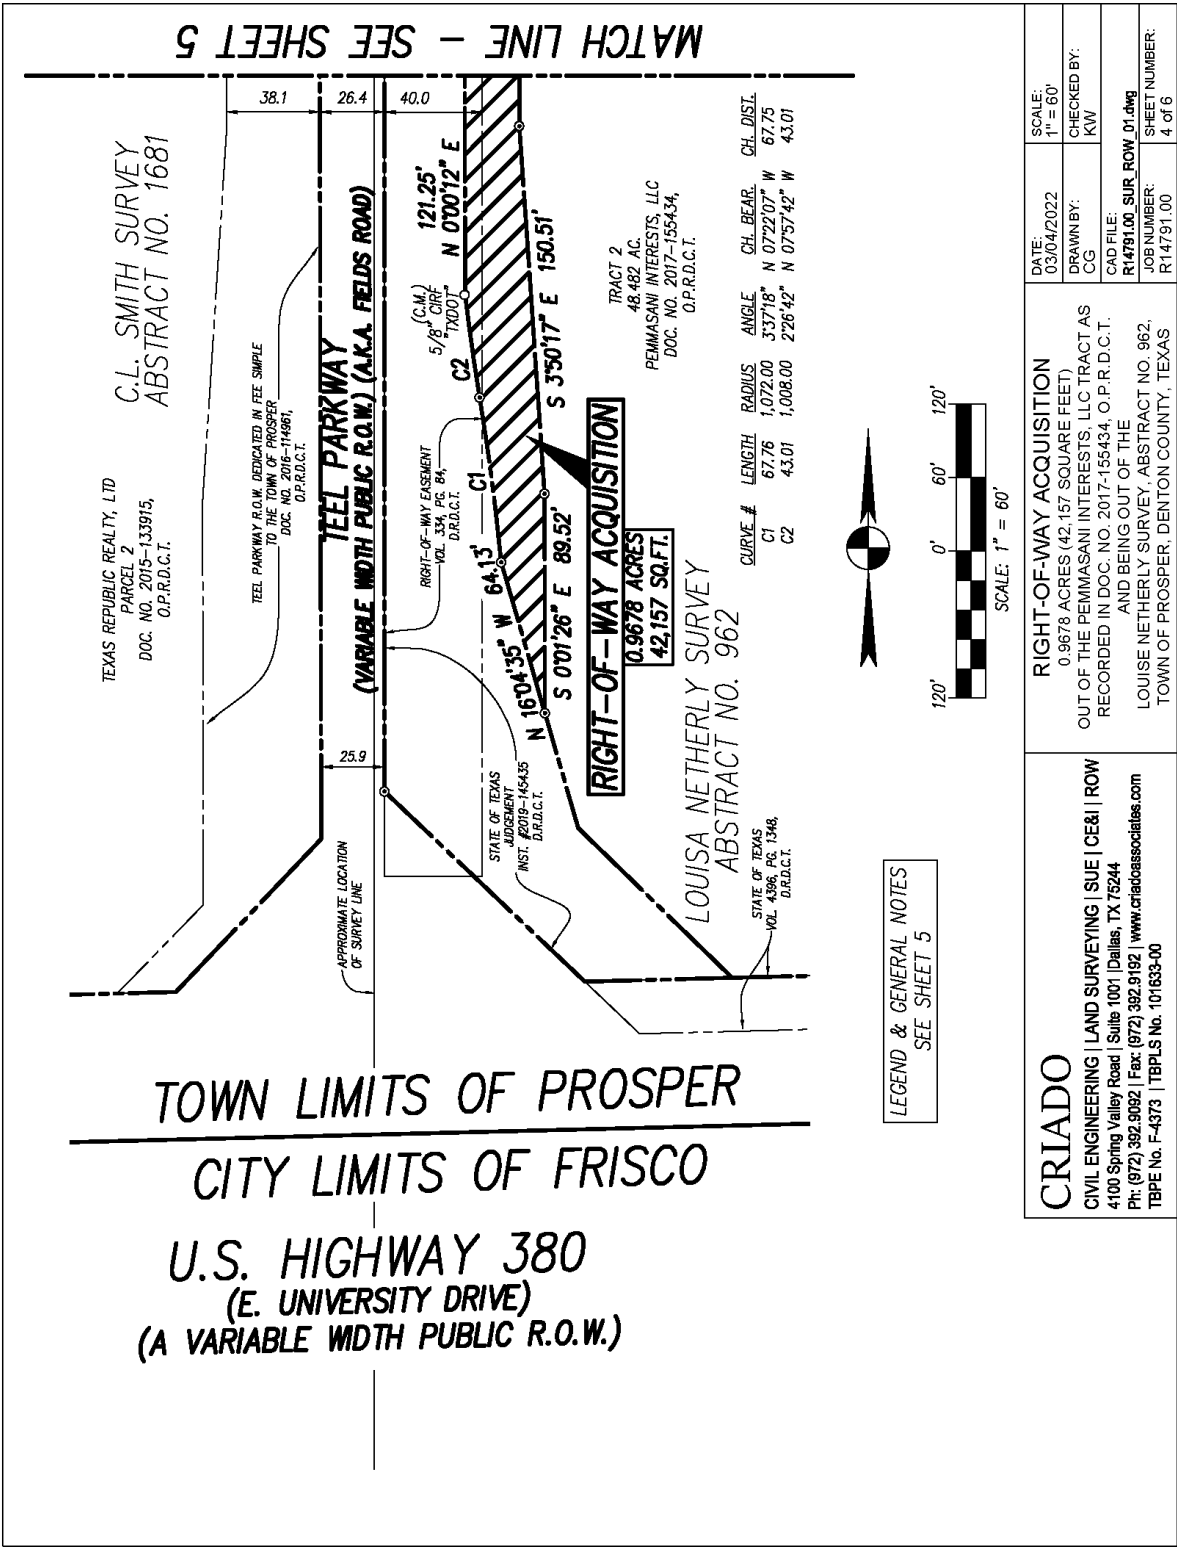 MATCH LINE - SEE SHEET 5
38.1
26.4
40.0
C.L. SMITH SURVEY
ABSTRACT NO. 1681
TEXAS REPUBLIC REALTY, LTD
PARCEL 2
DOC. NO. 2015-133915,
O.P.R.D.C.T.
TEEL PARKWAY R.O.W. DEDICATED IN FEE SIMPLE
TO THE TOWN OF PROSPER
DOC. NO. 2016-114961,
O.P.R.D.C.T.
TEEL PARKWAY
(VARIABLE WIDTH PUBLIC R.O.W.) (A.K.A. FIELDS ROAD)
RIGHT-OF-WAY EASEMENT
VOL. 334, PG. 84,
D.R.D.C.T.
121.25'
N 0°00'12" E
(C.M.)
5/8" CIRF
"TXDOT"
C2
C1
N 16°04'35" W 64.13'
S 0°01'26" E 89.52'
S 3°50'17" E 150.51'
RIGHT-OF-WAY ACQUISITION
0.9678 ACRES
42,157 SQ.FT.
TRACT 2
48.482 AC.
PEMMASANI INTERESTS, LLC
DOC. NO. 2017-155434,
O.P.R.D.C.T.
25.9
APPROXIMATE LOCATION
OF SURVEY LINE
STATE OF TEXAS
JUDGEMENT
INST. #2019-145435
D.R.D.C.T.
LOUISA NETHERLY SURVEY
ABSTRACT NO. 962
STATE OF TEXAS
VOL. 4396, PG. 1348,
D.R.D.C.T.
CURVE # LENGTH RADIUS ANGLE CH. BEAR. CH. DIST.
C1 67.76 1,072.00 3°37'18" N 07°22'07" W 67.75
C2 43.01 1,008.00 2°26'42" N 07°57'42" W 43.01
120' 0' 60' 120'
SCALE: 1" = 60'
LEGEND & GENERAL NOTES
SEE SHEET 5
TOWN LIMITS OF PROSPER
CITY LIMITS OF FRISCO
U.S. HIGHWAY 380
(E. UNIVERSITY DRIVE)
(A VARIABLE WIDTH PUBLIC R.O.W.)
CRIADO
CIVIL ENGINEERING | LAND SURVEYING | SUE | CE&I | ROW
4100 Spring Valley Road | Suite 1001 |Dallas, TX 75244
Ph: (972) 392.9092 | Fax: (972) 392.9192 | www.criadoassociates.com
TBPE No. F-4373 | TBPLS No. 101633-00
RIGHT-OF-WAY ACQUISITION
0.9678 ACRES (42,157 SQUARE FEET)
OUT OF THE PEMMASANI INTERESTS, LLC TRACT AS
RECORDED IN DOC. NO. 2017-155434, O.P.R.D.C.T.
AND BEING OUT OF THE
LOUISE NETHERLY SURVEY, ABSTRACT NO. 962,
TOWN OF PROSPER, DENTON COUNTY, TEXAS
DATE:
03/04/2022
SCALE:
1" = 60'
DRAWN BY:
CG
CHECKED BY:
KW
CAD FILE:
R14791.00_SUR_ROW_01.dwg
JOB NUMBER:
R14791.00
SHEET NUMBER:
4 of 6